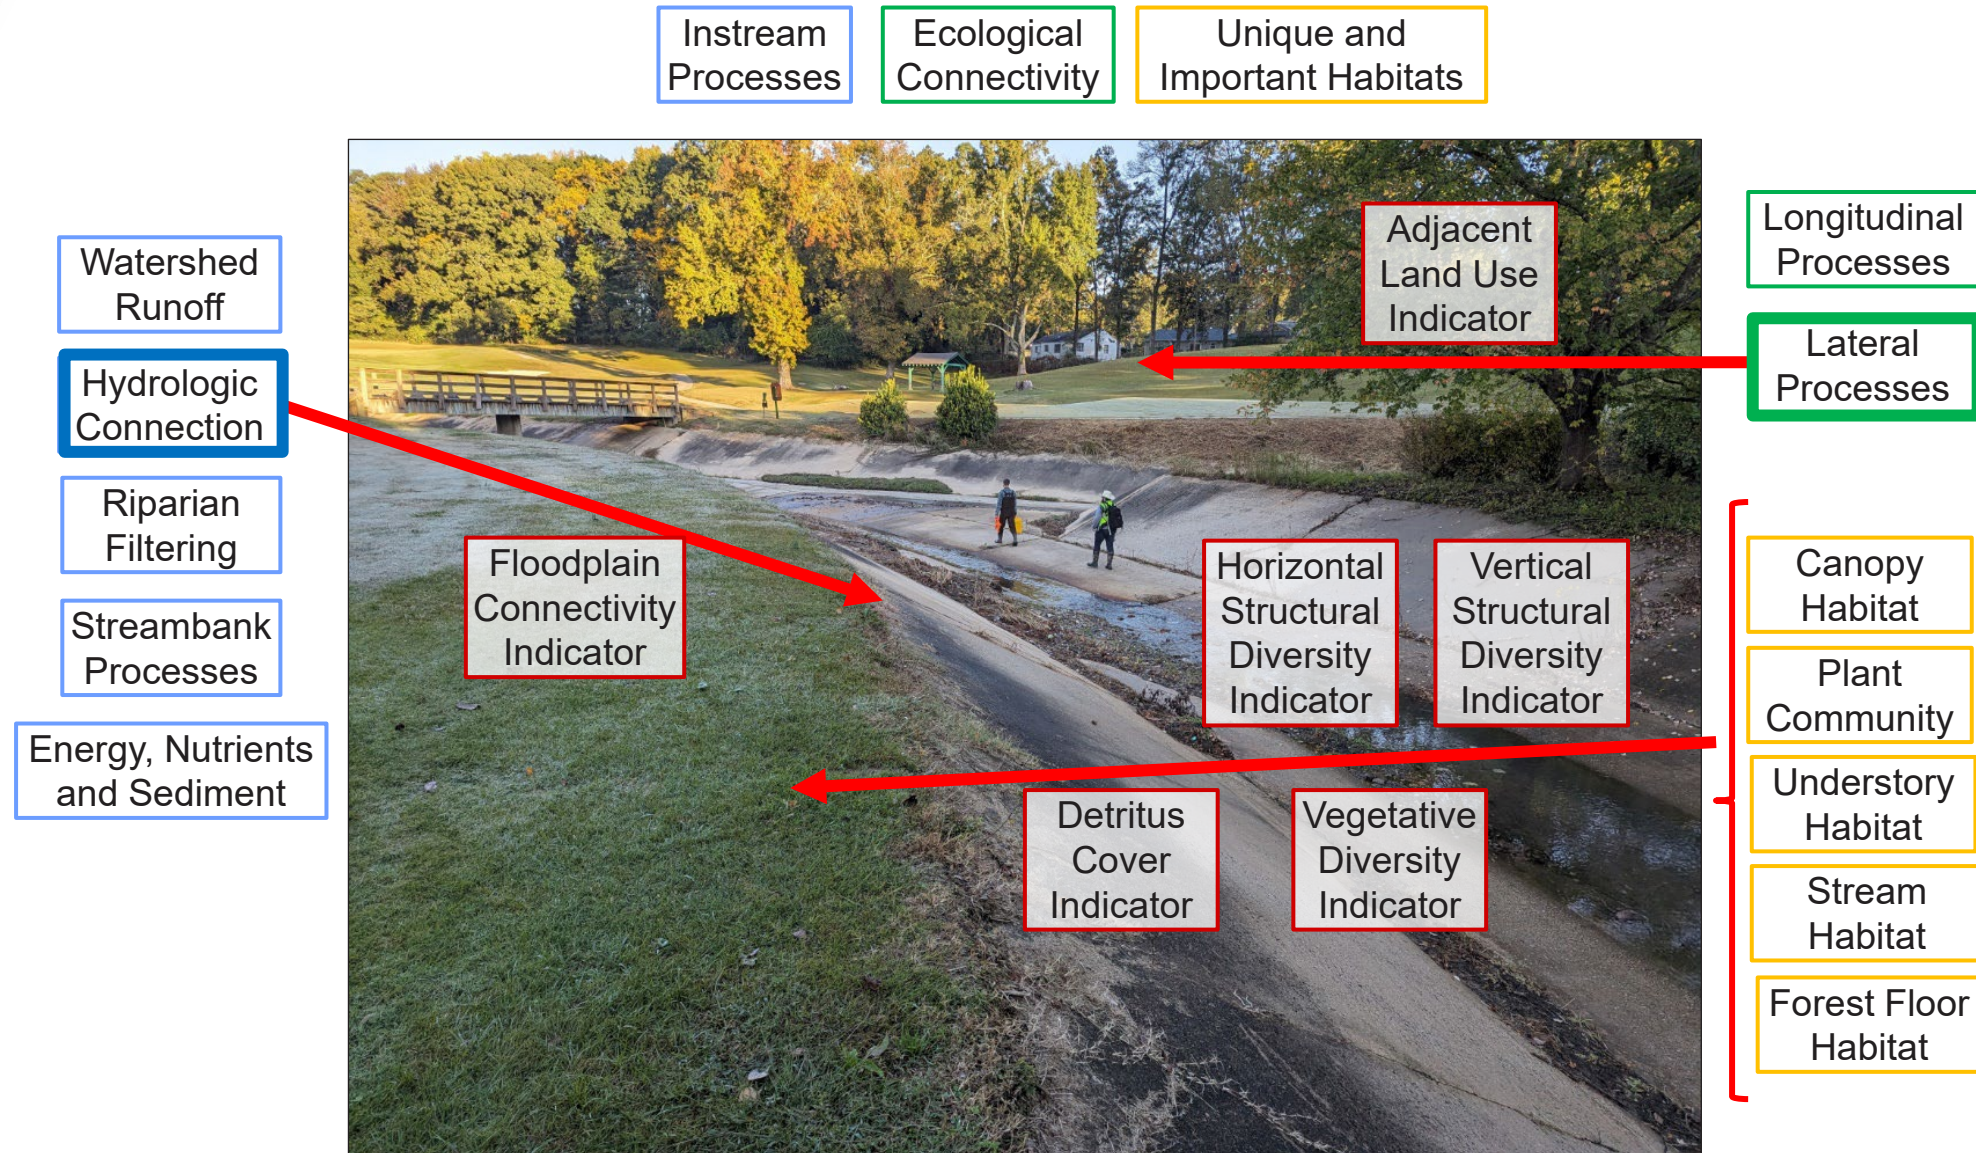 Instream
Processes
Ecological
Connectivity
Unique and
Important Habitats
Watershed
Runoff
Hydrologic
Connection
Riparian
Filtering
Streambank
Processes
Energy, Nutrients
and Sediment
Floodplain
Connectivity
Indicator
Adjacent
Land Use
Indicator
Horizontal
Structural
Diversity
Indicator
Vertical
Structural
Diversity
Indicator
Detritus
Cover
Indicator
Vegetative
Diversity
Indicator
Longitudinal
Processes
Lateral
Processes
Canopy
Habitat
Plant
Community
Understory
Habitat
Stream
Habitat
Forest Floor
Habitat